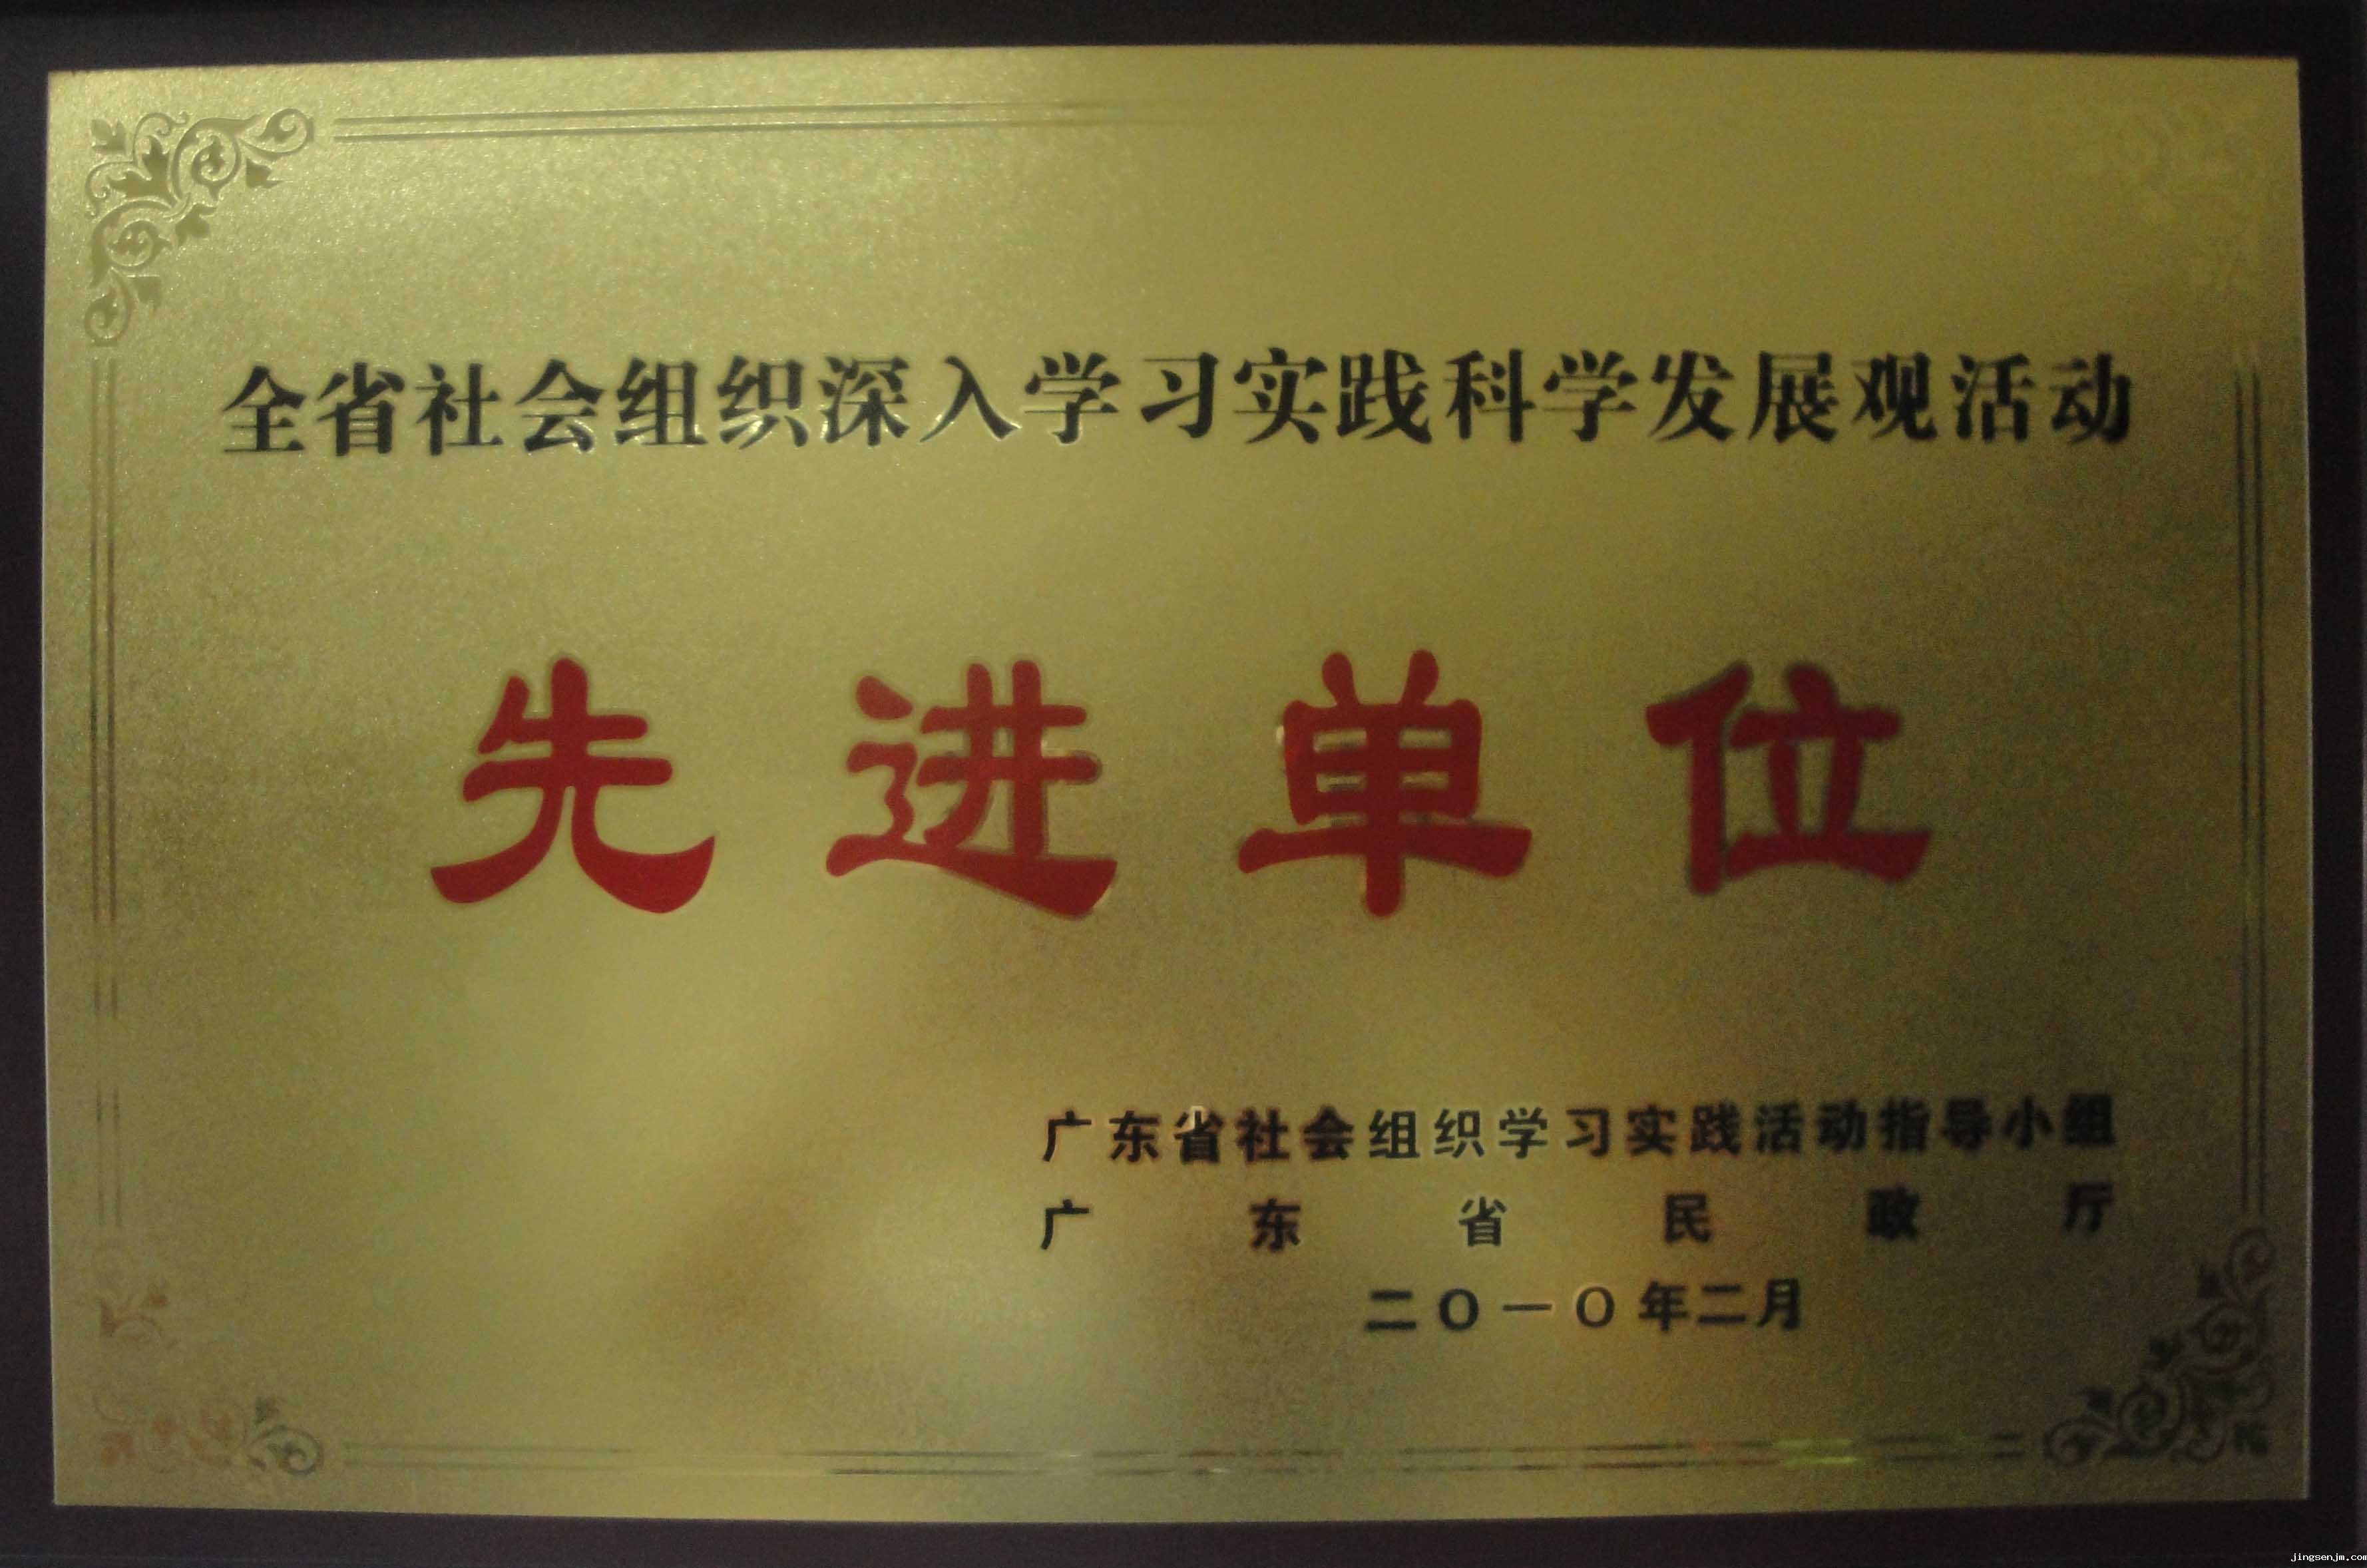 全省社会组织深入学习实践科学发展观活动
先进单位
广东省社会组织学习实践活动指导小组
广东省民政厅
二〇一〇年二月
jingsenjm.com